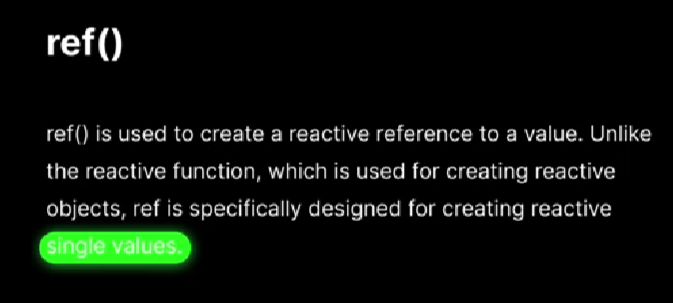 ref()
ref() is used to create a reactive reference to a value. Unlike
the reactive function, which is used for creating reactive
objects, ref is specifically designed for creating reactive
single values.